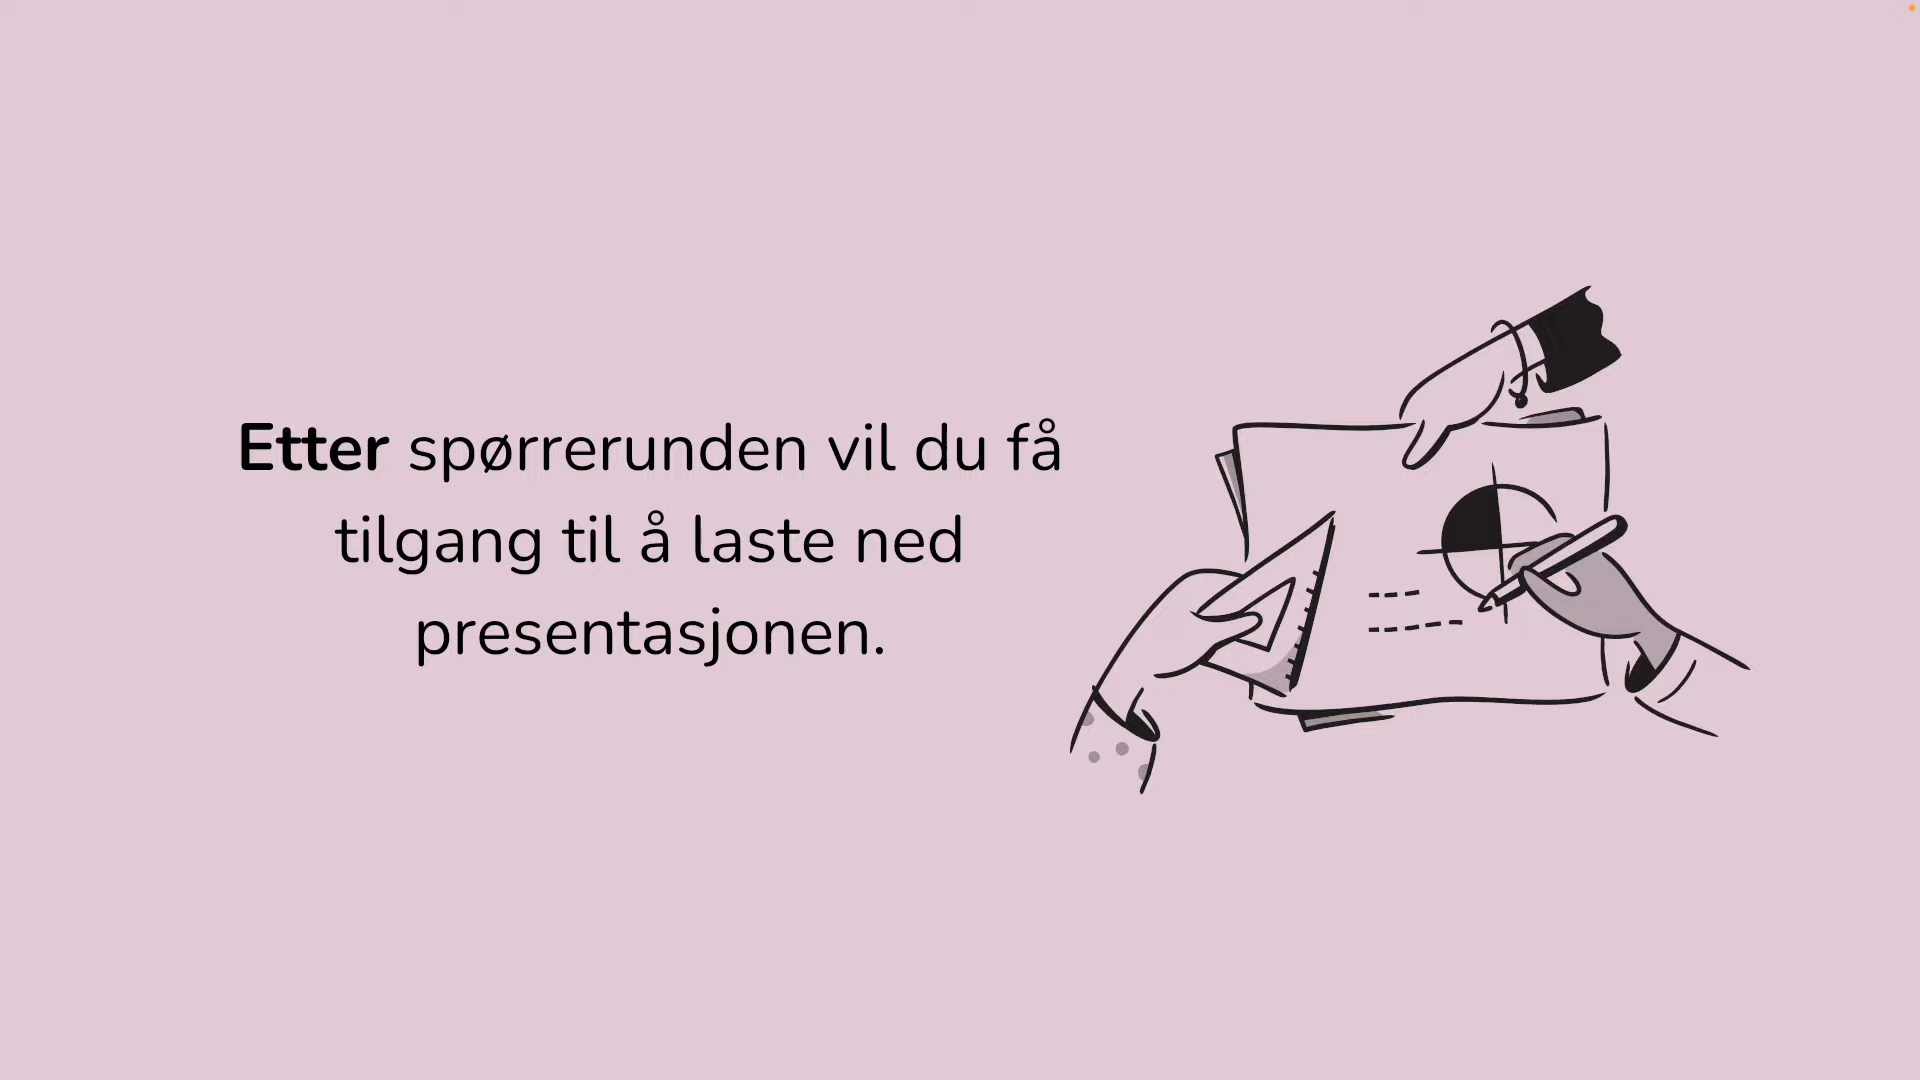 Etter spørrerunden vil du få
tilgang til å laste ned
presentasjonen.